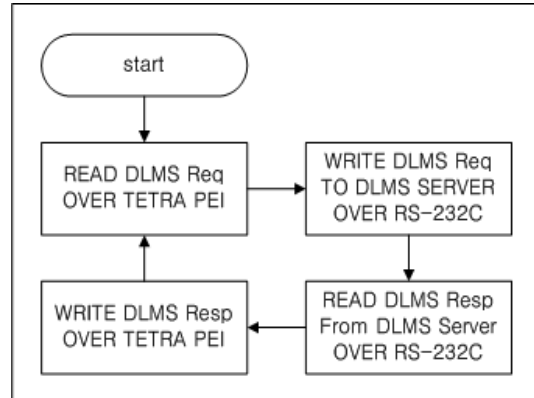 start
READ DLMS Req
OVER TETRA PEI
WRITE DLMS Req
TO DLMS SERVER
OVER RS-232C
WRITE DLMS Resp
OVER TETRA PEI
READ DLMS Resp
From DLMS Server
OVER RS-232C